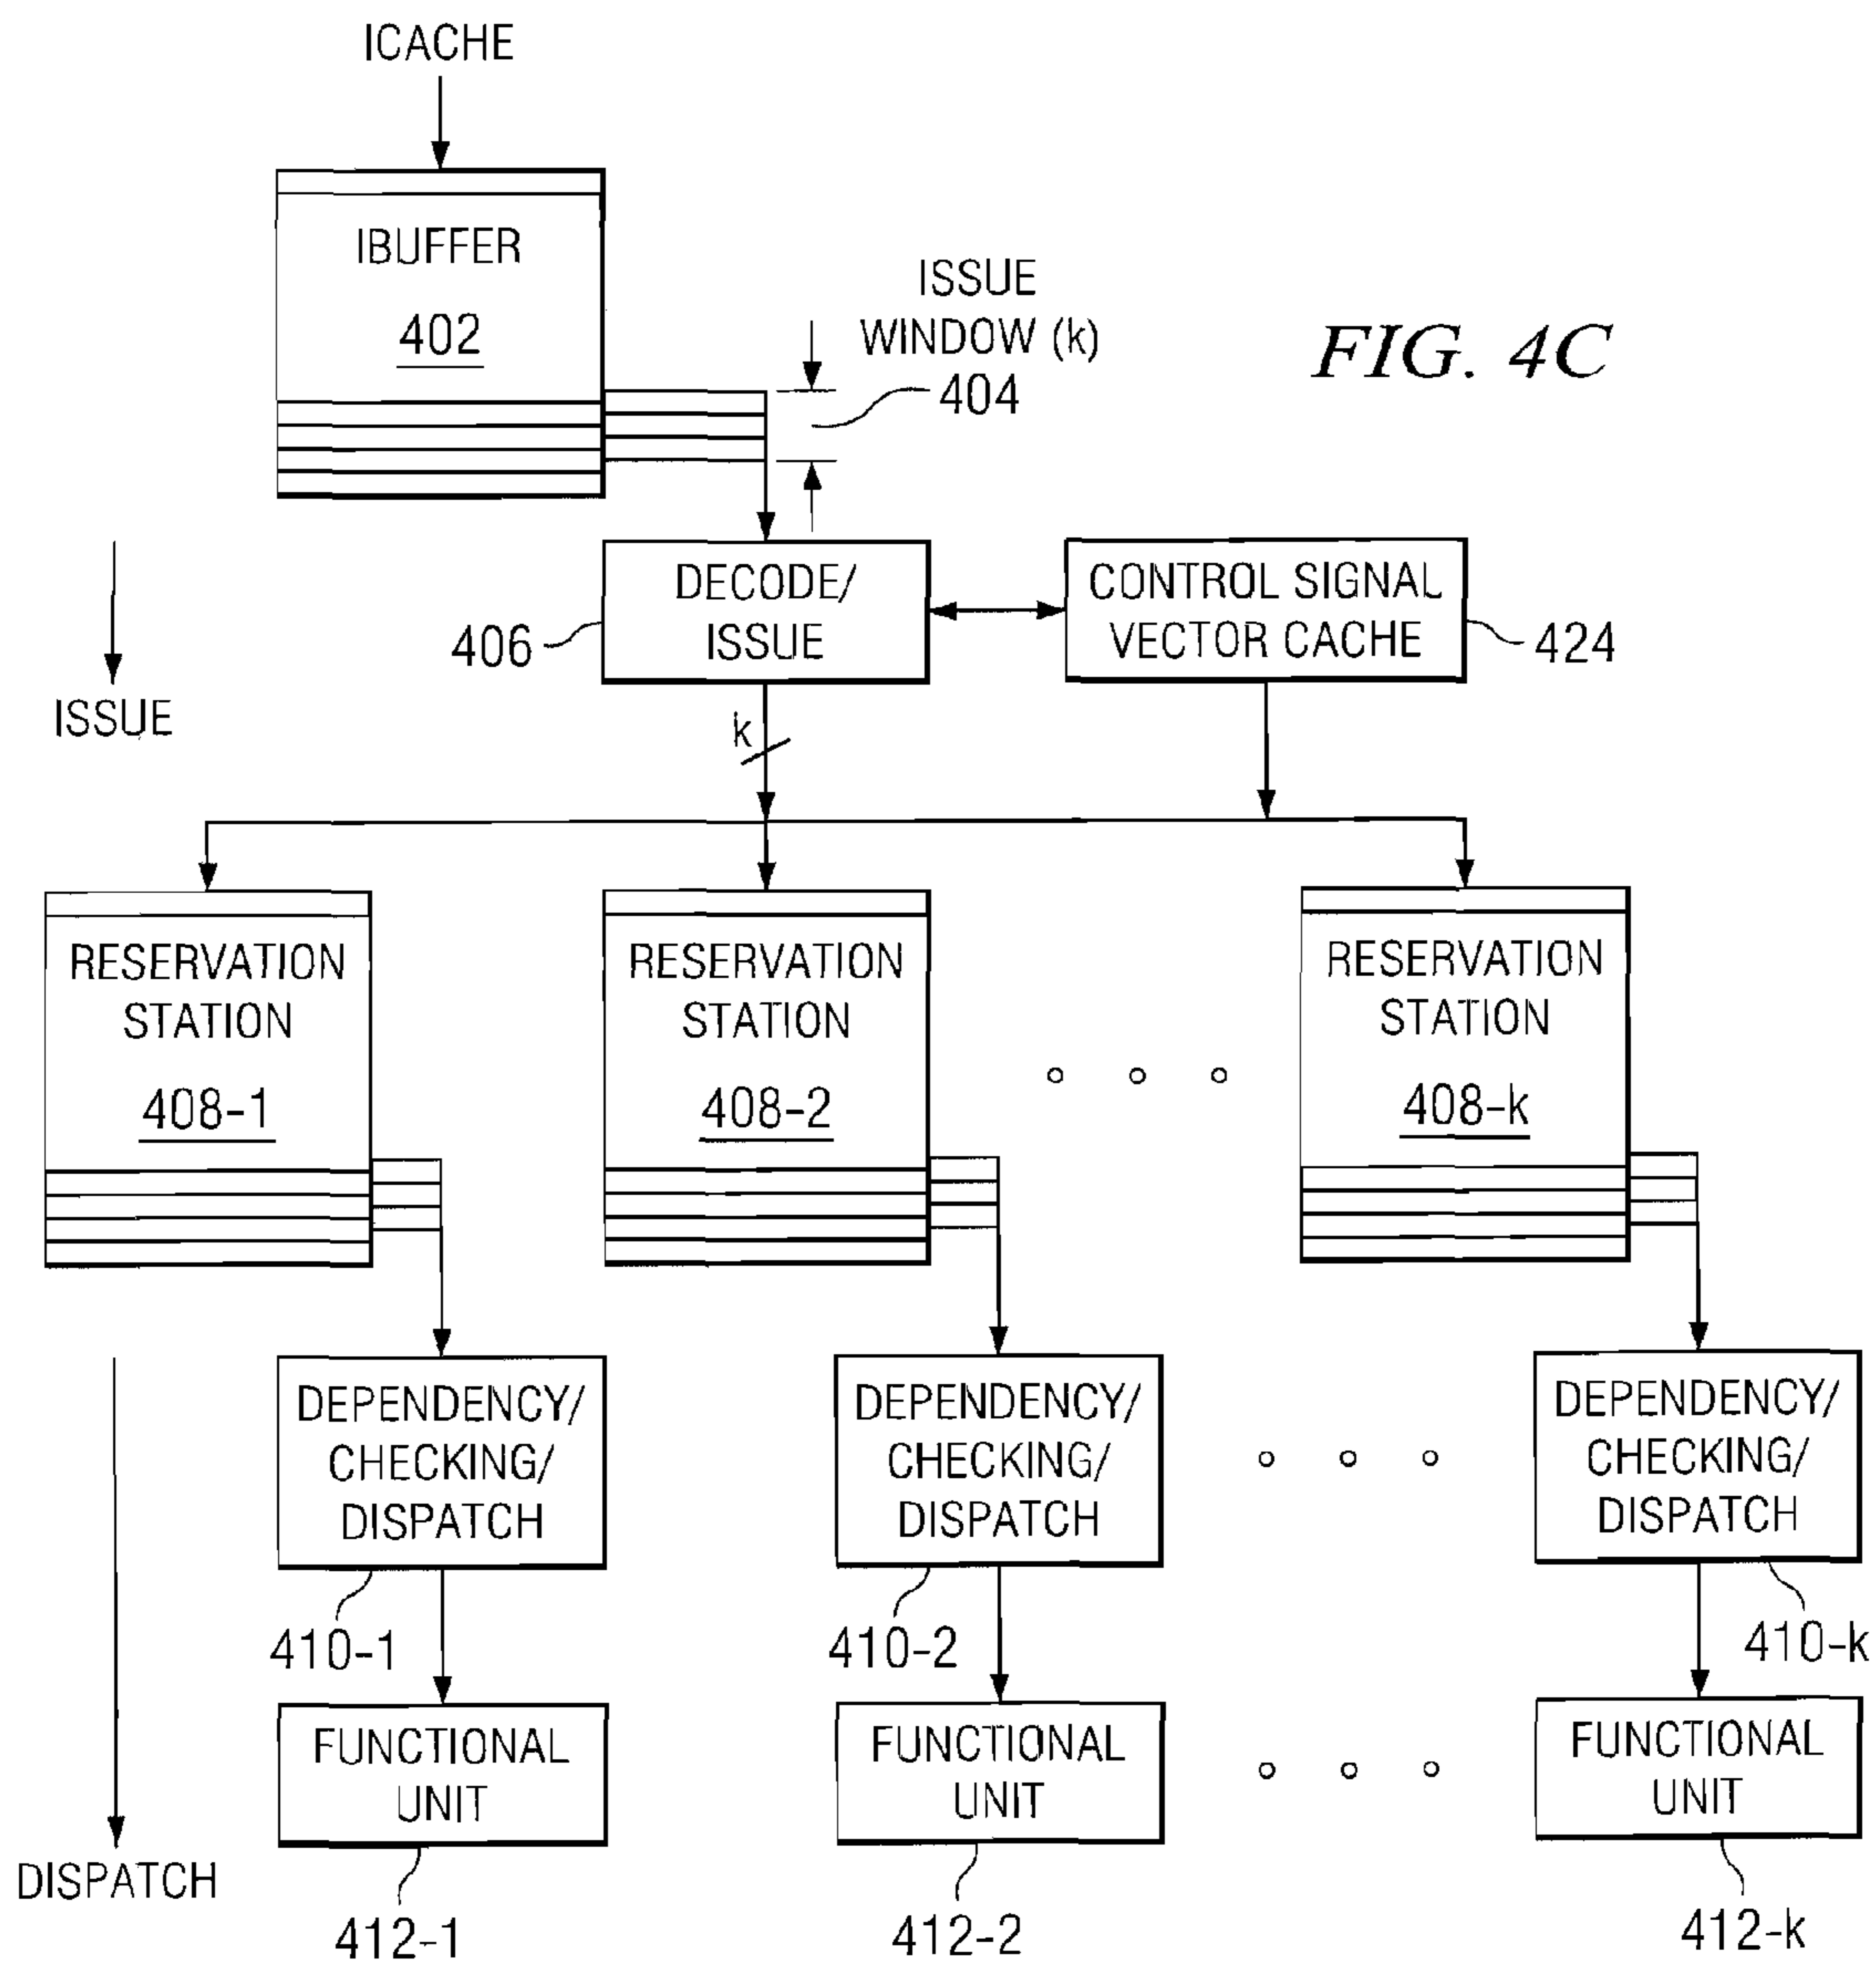 ICACHE
IBUFFER
402
ISSUE
WINDOW (k)
404
FIG. 4C
DECODE/
ISSUE
406
CONTROL SIGNAL
VECTOR CACHE
424
ISSUE
k
RESERVATION
STATION
408-1
RESERVATION
STATION
408-2
RESERVATION
STATION
408-k
DEPENDENCY/
CHECKING/
DISPATCH
410-1
DEPENDENCY/
CHECKING/
DISPATCH
410-2
DEPENDENCY/
CHECKING/
DISPATCH
410-k
FUNCTIONAL
UNIT
412-1
FUNCTIONAL
UNIT
412-2
FUNCTIONAL
UNIT
412-k
DISPATCH